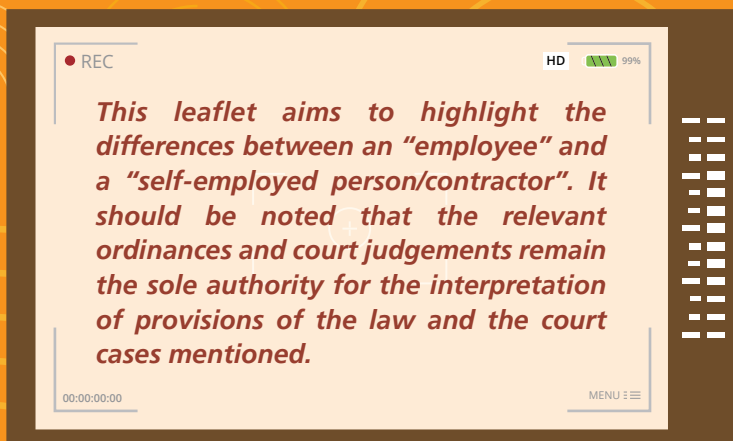 REC
HD 99%
This leaflet aims to highlight the
differences between an “employee” and
a “self-employed person/contractor”. It
should be noted that the relevant
ordinances and court judgements remain
the sole authority for the interpretation
of provisions of the law and the court
cases mentioned.
00:00:00:00
MENU